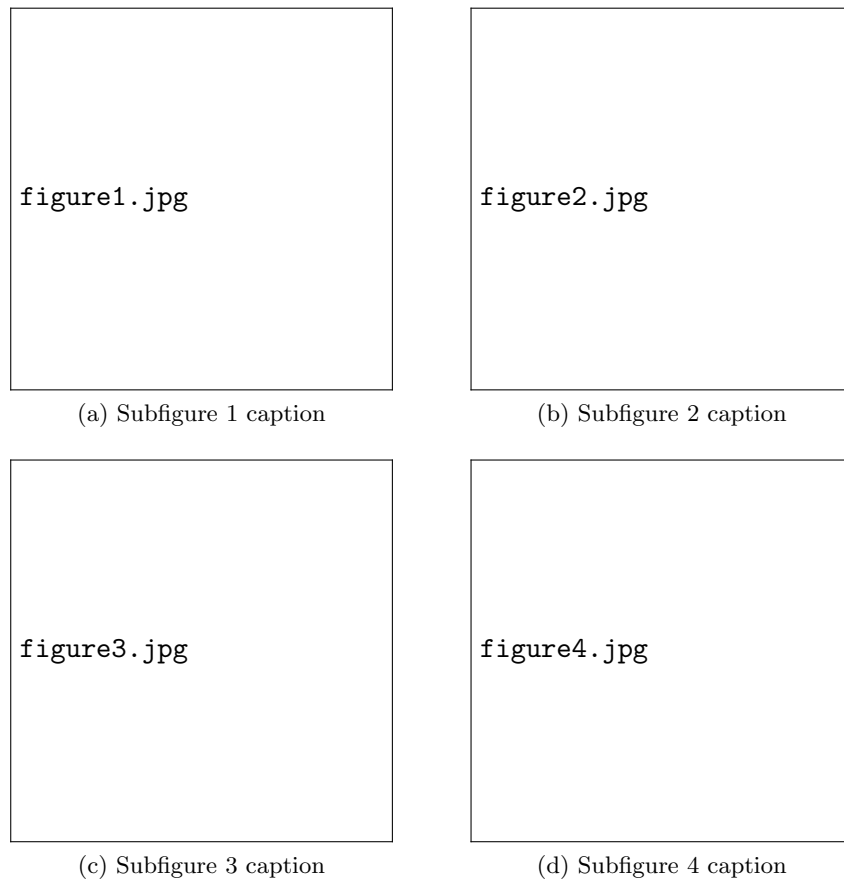 figure1.jpg
figure2.jpg
(a) Subfigure 1 caption
(b) Subfigure 2 caption
figure3.jpg
figure4.jpg
(c) Subfigure 3 caption
(d) Subfigure 4 caption